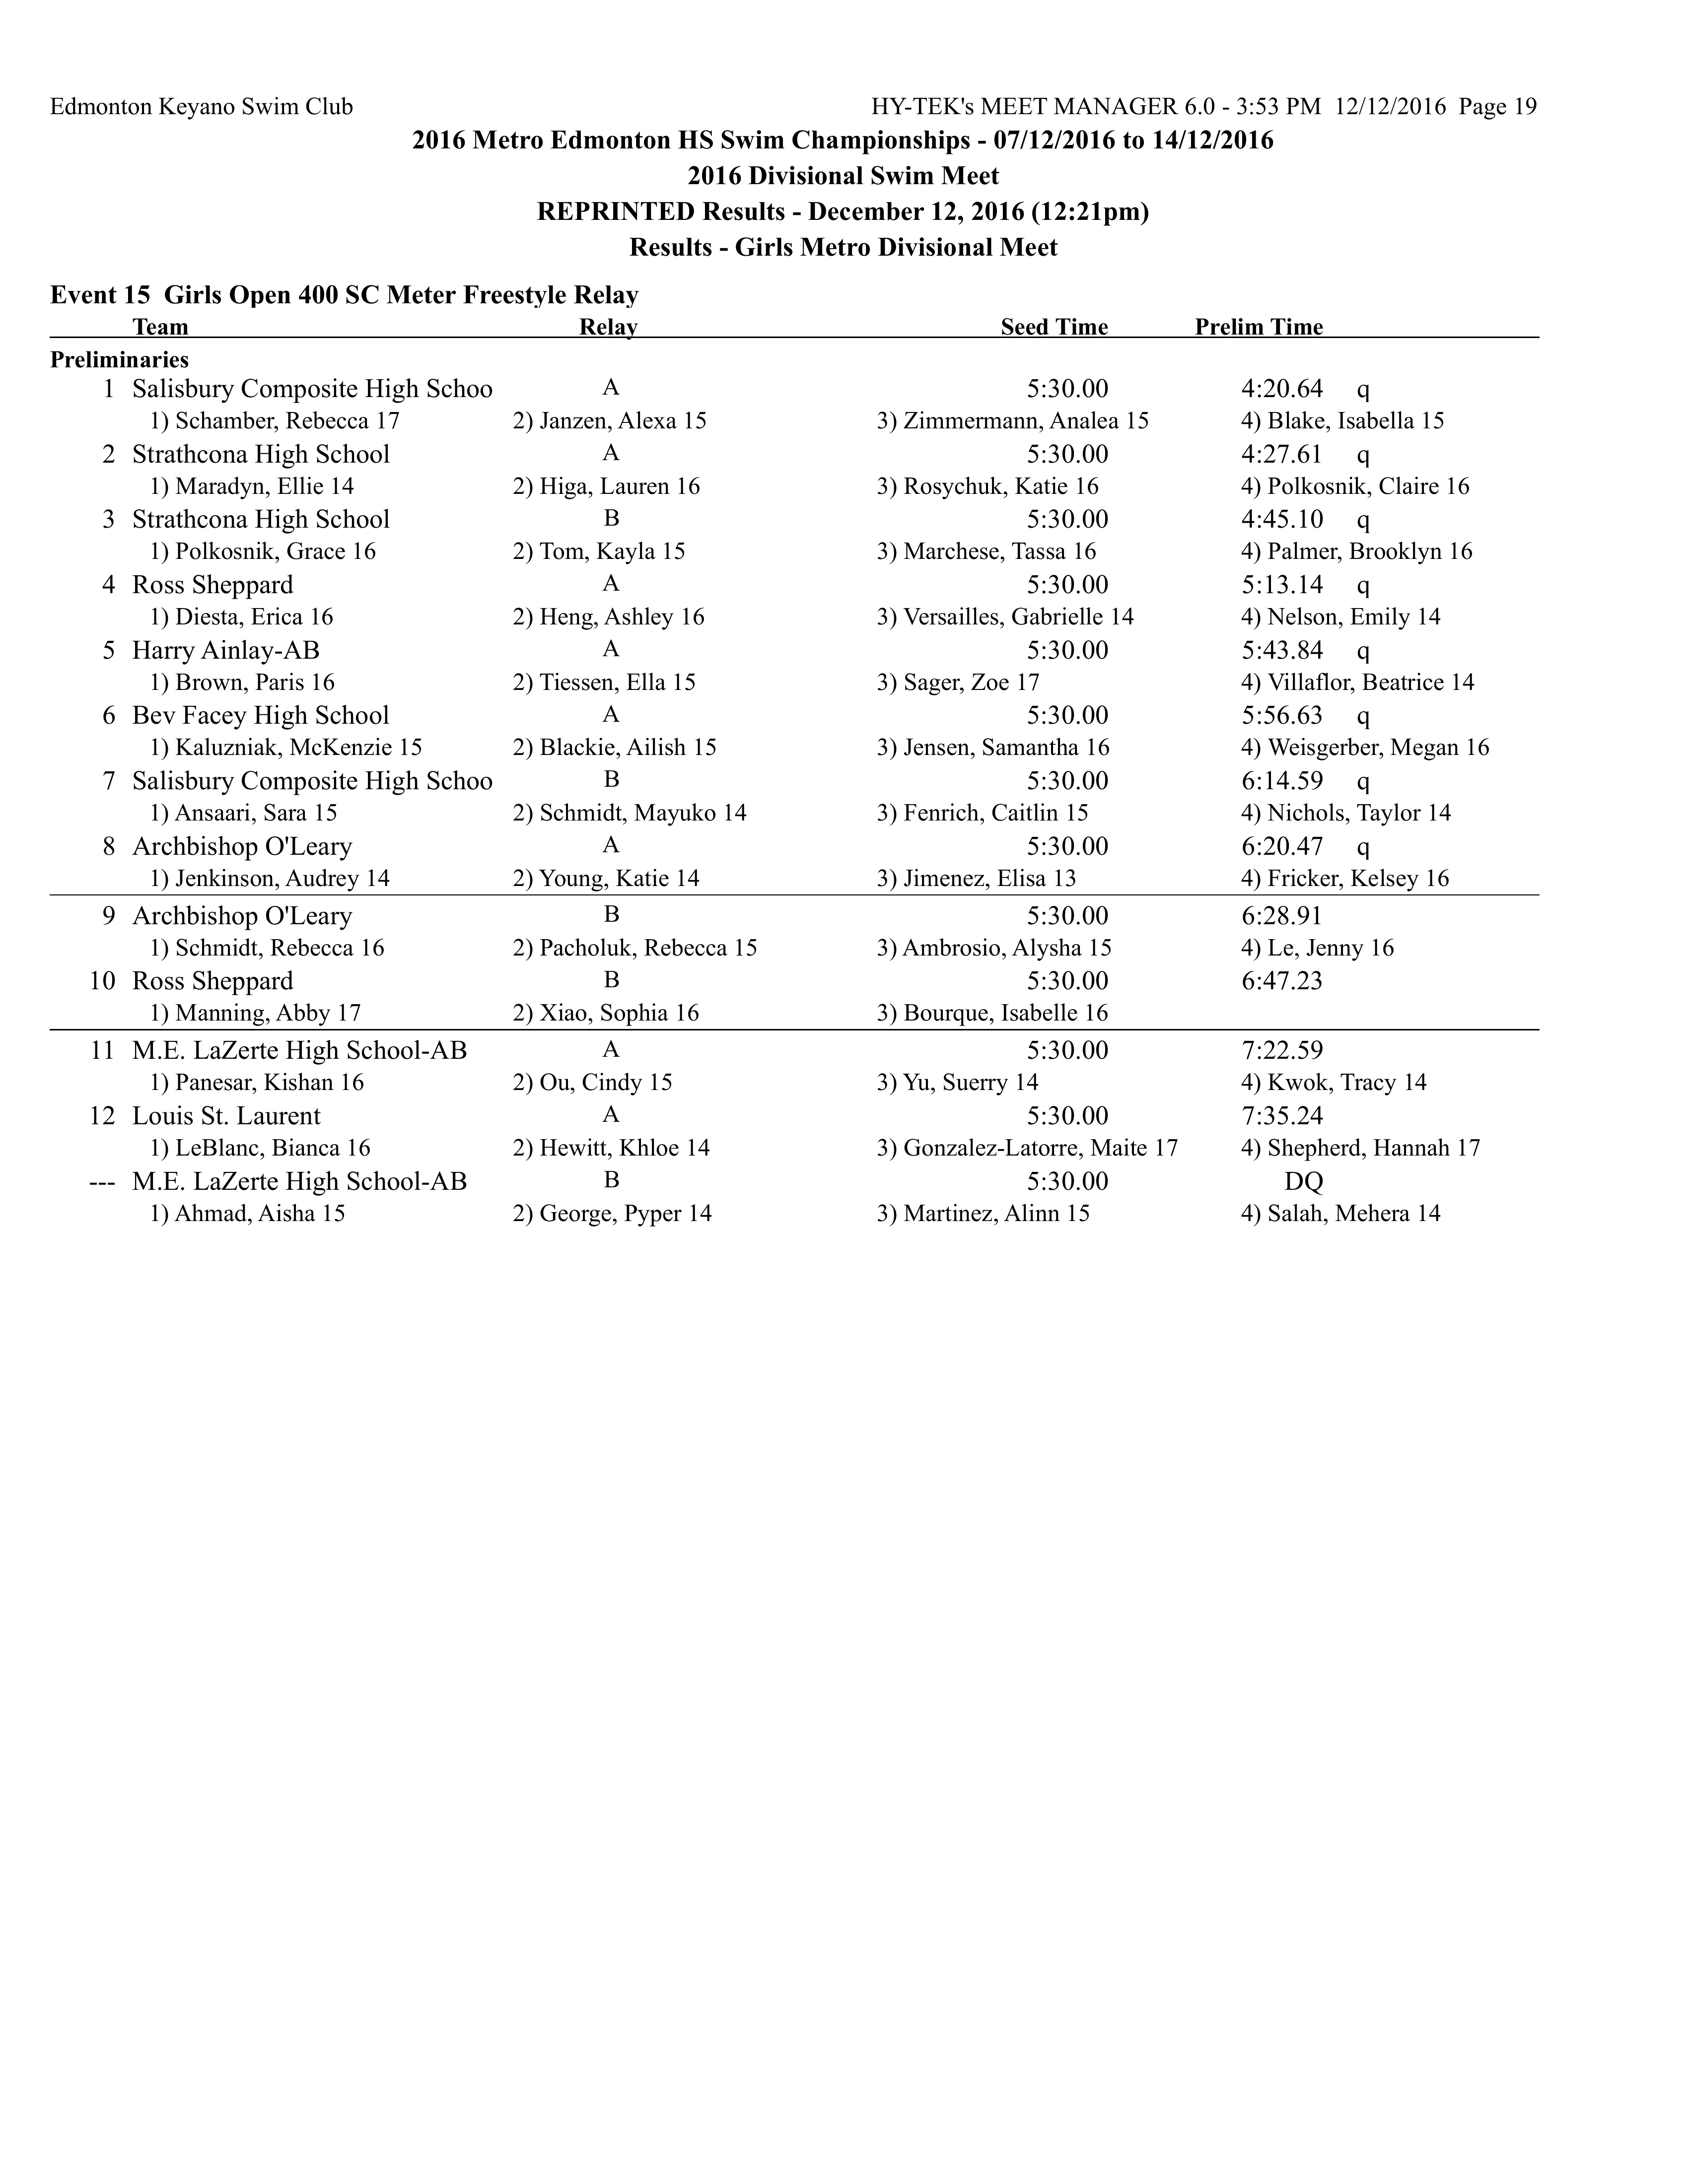 Edmonton Keyano Swim Club HY-TEK's MEET MANAGER 6.0 - 3:53 PM 12/12/2016 Page 19
2016 Metro Edmonton HS Swim Championships - 07/12/2016 to 14/12/2016
2016 Divisional Swim Meet
REPRINTED Results - December 12, 2016 (12:21pm)
Results - Girls Metro Divisional Meet
Event 15 Girls Open 400 SC Meter Freestyle Relay
Team Relay Seed Time Prelim Time
Preliminaries
1 Salisbury Composite High Schoo A 5:30.00 4:20.64 q
1) Schamber, Rebecca 17 2) Janzen, Alexa 15 3) Zimmermann, Analea 15 4) Blake, Isabella 15
2 Strathcona High School A 5:30.00 4:27.61 q
1) Maradyn, Ellie 14 2) Higa, Lauren 16 3) Rosychuk, Katie 16 4) Polkosnik, Claire 16
3 Strathcona High School B 5:30.00 4:45.10 q
1) Polkosnik, Grace 16 2) Tom, Kayla 15 3) Marchese, Tassa 16 4) Palmer, Brooklyn 16
4 Ross Sheppard A 5:30.00 5:13.14 q
1) Diesta, Erica 16 2) Heng, Ashley 16 3) Versailles, Gabrielle 14 4) Nelson, Emily 14
5 Harry Ainlay-AB A 5:30.00 5:43.84 q
1) Brown, Paris 16 2) Tiessen, Ella 15 3) Sager, Zoe 17 4) Villaflor, Beatrice 14
6 Bev Facey High School A 5:30.00 5:56.63 q
1) Kaluzniak, McKenzie 15 2) Blackie, Ailish 15 3) Jensen, Samantha 16 4) Weisgerber, Megan 16
7 Salisbury Composite High Schoo B 5:30.00 6:14.59 q
1) Ansaari, Sara 15 2) Schmidt, Mayuko 14 3) Fenrich, Caitlin 15 4) Nichols, Taylor 14
8 Archbishop O'Leary A 5:30.00 6:20.47 q
1) Jenkinson, Audrey 14 2) Young, Katie 14 3) Jimenez, Elisa 13 4) Fricker, Kelsey 16
9 Archbishop O'Leary B 5:30.00 6:28.91
1) Schmidt, Rebecca 16 2) Pacholuk, Rebecca 15 3) Ambrosio, Alysha 15 4) Le, Jenny 16
10 Ross Sheppard B 5:30.00 6:47.23
1) Manning, Abby 17 2) Xiao, Sophia 16 3) Bourque, Isabelle 16
11 M.E. LaZerte High School-AB A 5:30.00 7:22.59
1) Panesar, Kishan 16 2) Ou, Cindy 15 3) Yu, Suerry 14 4) Kwok, Tracy 14
12 Louis St. Laurent A 5:30.00 7:35.24
1) LeBlanc, Bianca 16 2) Hewitt, Khloe 14 3) Gonzalez-Latorre, Maite 17 4) Shepherd, Hannah 17
--- M.E. LaZerte High School-AB B 5:30.00 DQ
1) Ahmad, Aisha 15 2) George, Pyper 14 3) Martinez, Alinn 15 4) Salah, Mehera 14